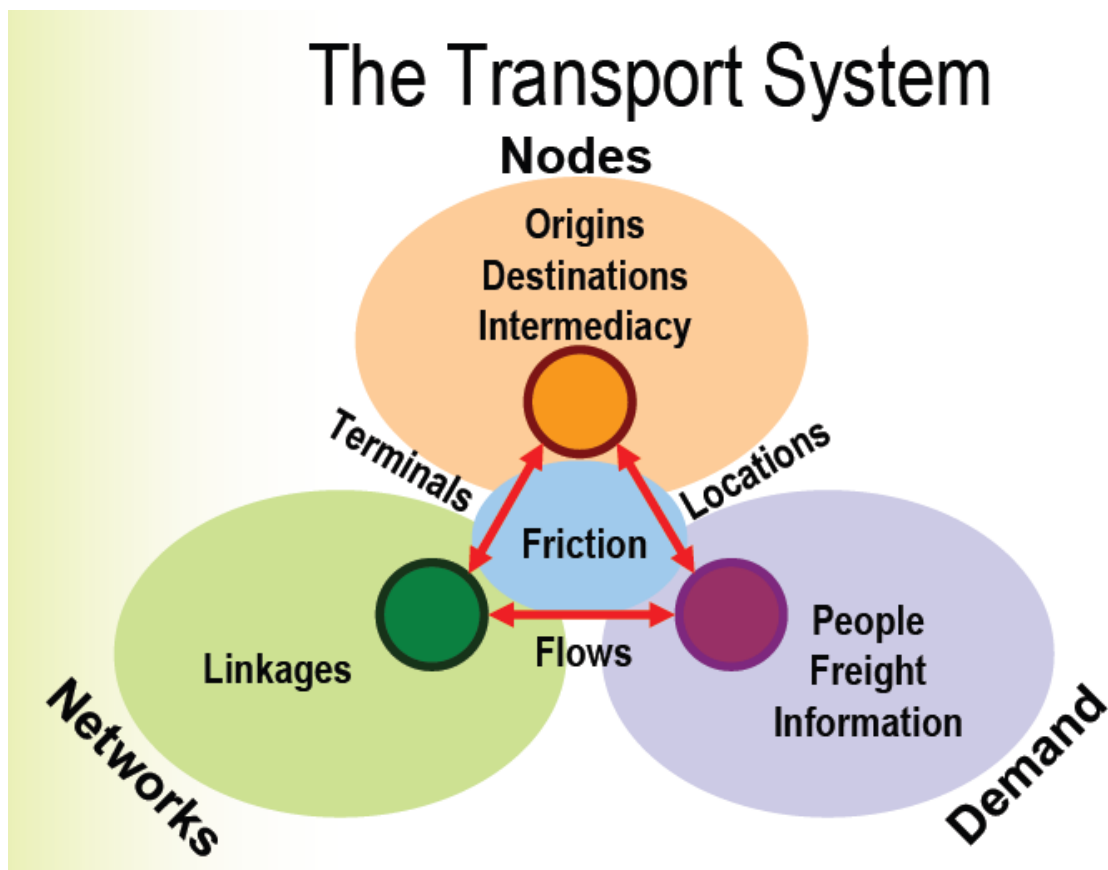 The Transport System
Nodes
Origins
Destinations
Intermediacy
Terminals
Locations
Friction
Flows
Linkages
People
Freight
Information
Networks
Demand